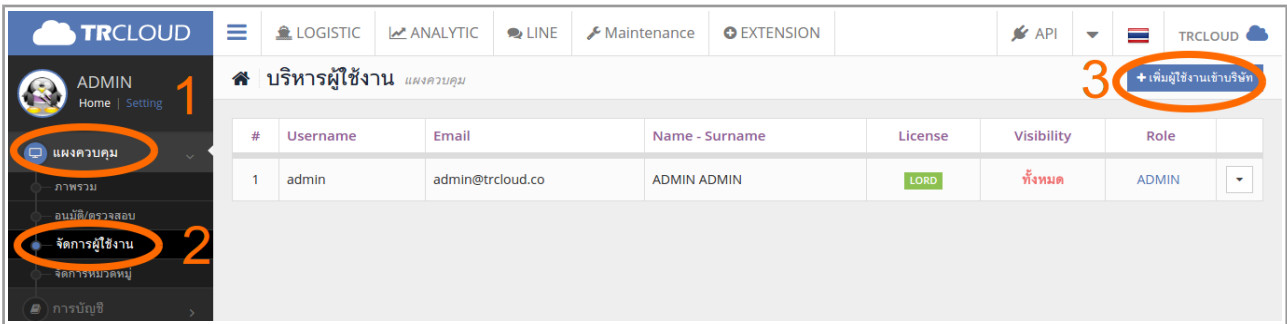 TRCLOUD
LOGISTIC ANALYTIC LINE Maintenance EXTENSION API TRCLOUD
ADMIN
Home | Setting
1
บริหารผู้ใช้งาน แผงควบคุม
3
+ เพิ่มผู้ใช้งานเข้าบริษัท
แผงควบคุม
ภาพรวม
อนุมัติ/ตรวจสอบ
จัดการผู้ใช้งาน
2
จัดการหมวดหมู่
การบัญชี
# Username Email Name - Surname License Visibility Role
1 admin admin@trcloud.co ADMIN ADMIN LORD ทั้งหมด ADMIN